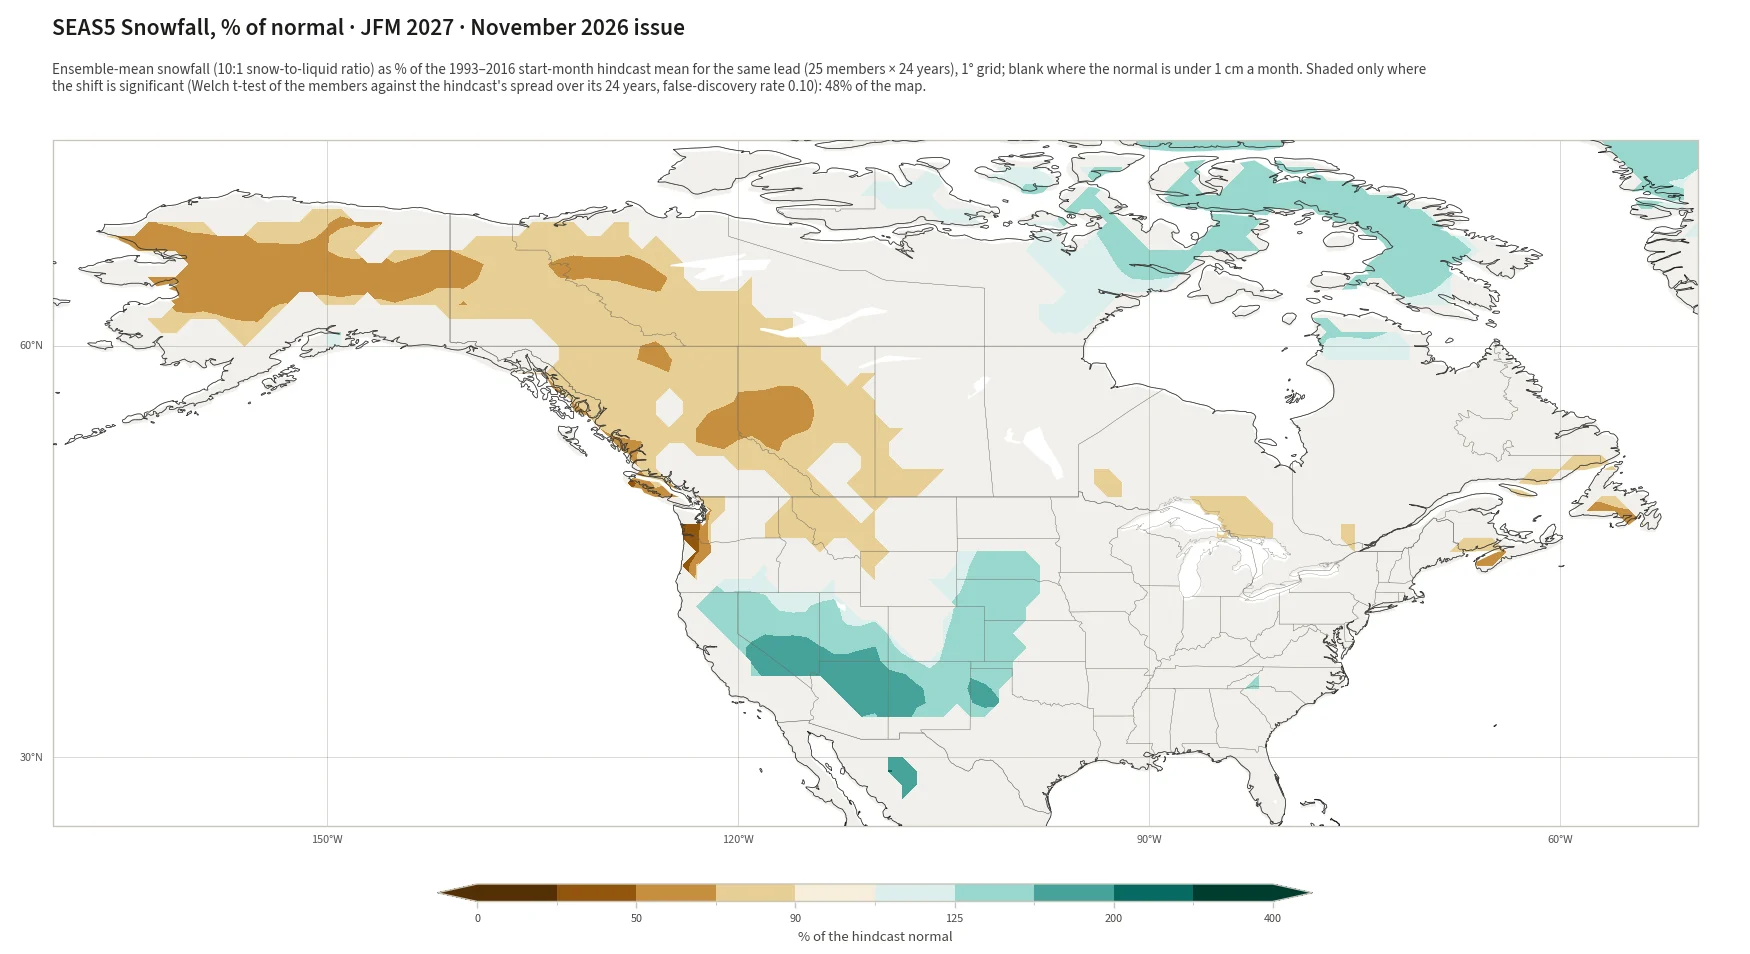 SEAS5 Snowfall, % of normal · JFM 2027 · November 2026 issue
Ensemble-mean snowfall (10:1 snow-to-liquid ratio) as % of the 1993–2016 start-month hindcast mean for the same lead (25 members × 24 years), 1° grid; blank where the normal is under 1 cm a month. Shaded only where
the shift is significant (Welch t-test of the members against the hindcast's spread over its 24 years, false-discovery rate 0.10): 48% of the map.
60°N
30°N
150°W
120°W
90°W
60°W
0
50
90
125
200
400
% of the hindcast normal